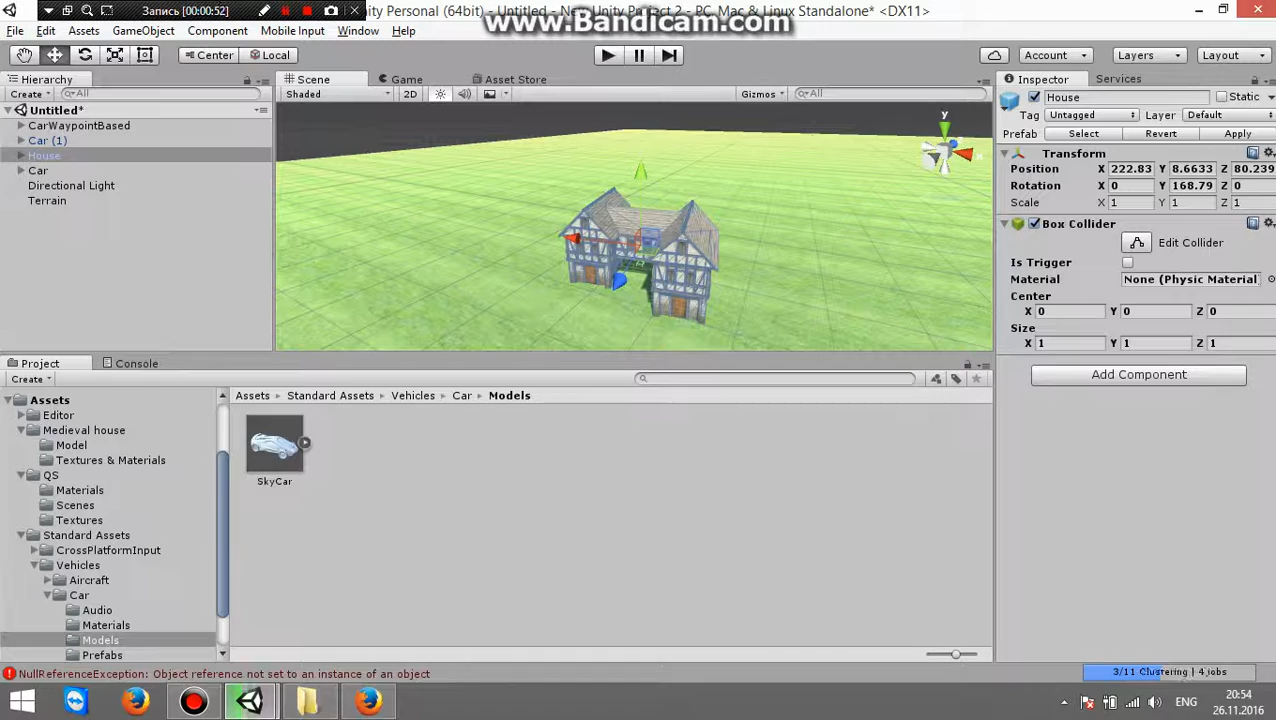 Запись [00:00:52]
nity Personal (64bit) - Untitled - New Unity Project 2 - PC, Mac & Linux Standalone* <DX11>
www.Bandicam.com
File Edit Assets GameObject Component Mobile Input Window Help
Center Local Account Layers Layout
Hierarchy
Create All
Untitled*
CarWaypointBased
Car (1)
House
Car
Directional Light
Terrain
Scene Game Asset Store
Shaded 2D Gizmos All
y
x
Inspector Services
House Static
Tag Untagged Layer Default
Prefab Select Revert Apply
Transform
Position X 222.83 Y 8.6633 Z 80.239
Rotation X 0 Y 168.79 Z 0
Scale X 1 Y 1 Z 1
Box Collider
Edit Collider
Is Trigger
Material None (Physic Material)
Center
X 0 Y 0 Z 0
Size
X 1 Y 1 Z 1
Add Component
Project Console
Create
Assets
Editor
Medieval house
Model
Textures & Materials
QS
Materials
Scenes
Textures
Standard Assets
CrossPlatformInput
Vehicles
Aircraft
Car
Audio
Materials
Models
Prefabs
Assets Standard Assets Vehicles Car Models
SkyCar
NullReferenceException: Object reference not set to an instance of an object
3/11 Clustering | 4 jobs
ENG
20:54
26.11.2016